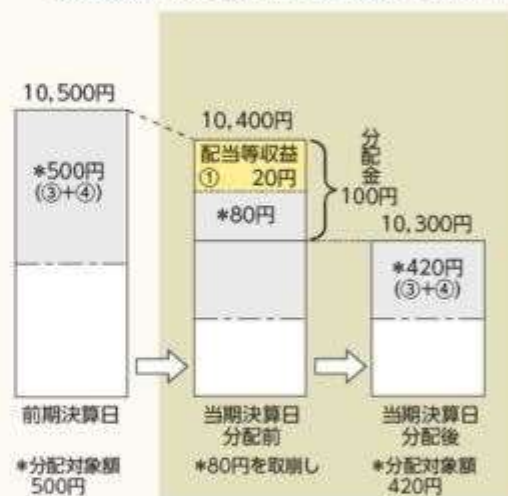 10,500円
*500円
(③+④)
前期決算日
*分配対象額
500円
10,400円
配当等収益
① 20円
*80円
分配金
100円
当期決算日
分配前
*80円を取崩し
10,300円
*420円
(③+④)
当期決算日
分配後
*分配対象額
420円